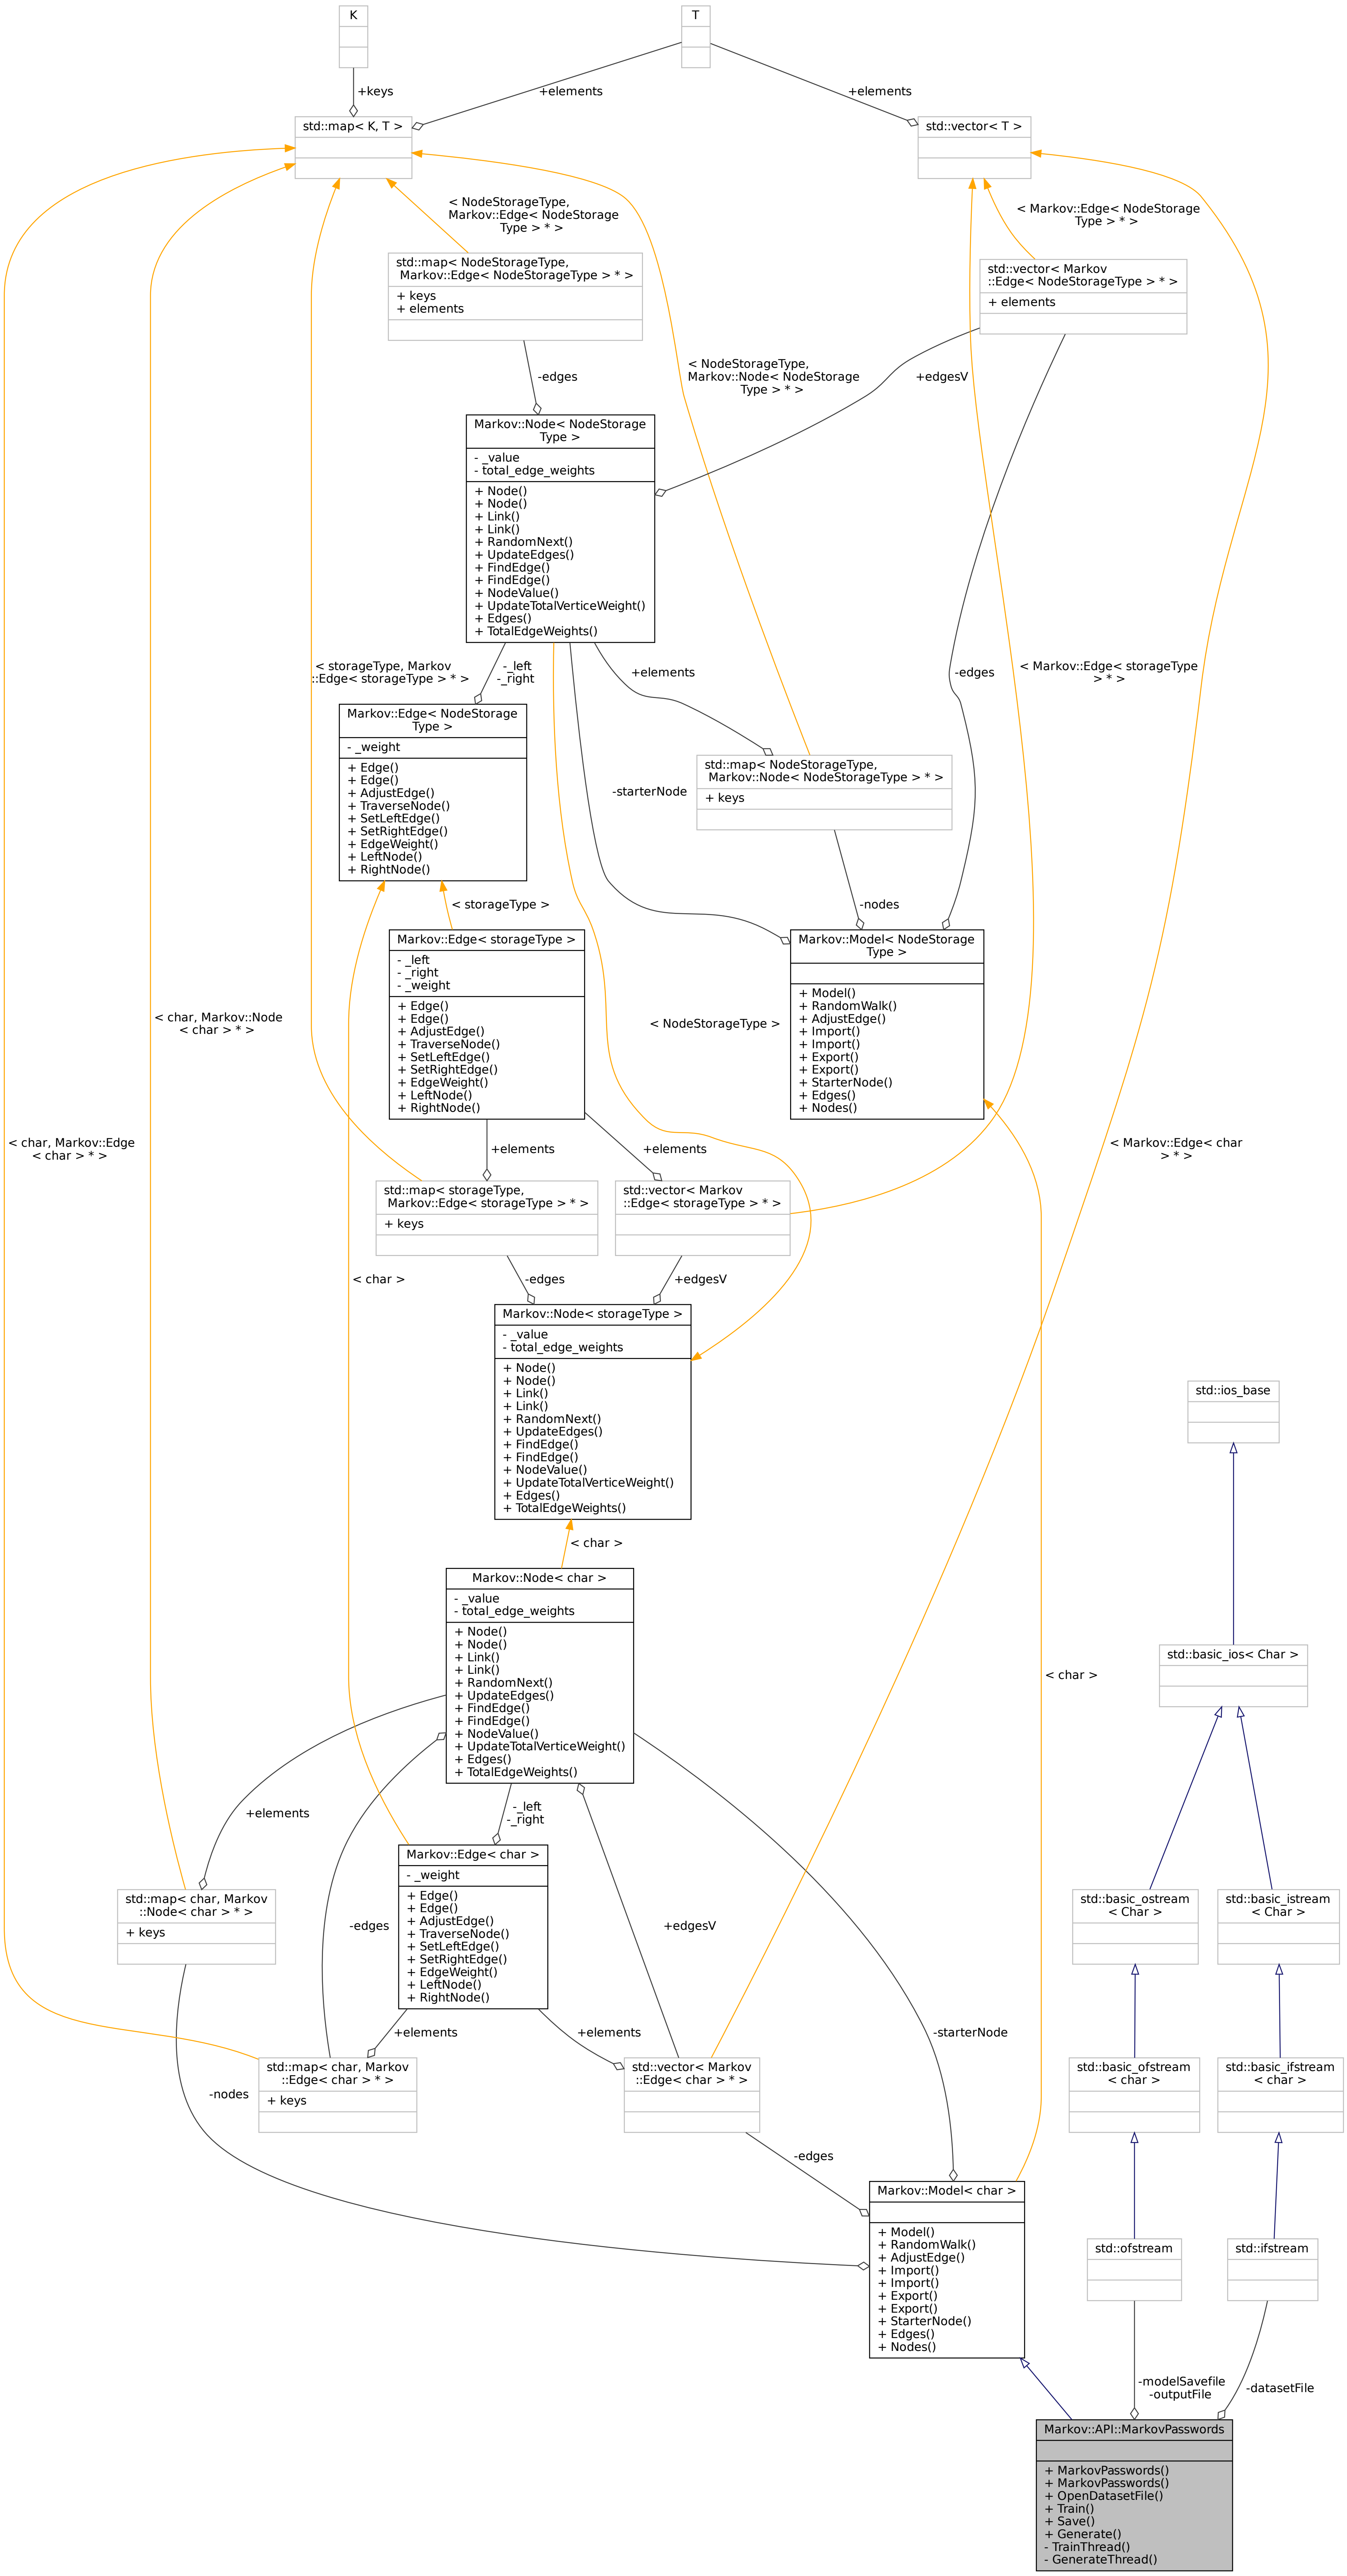 K
T
+keys
+elements
+elements
std::map< K, T >
std::vector< T >
< NodeStorageType,
Markov::Edge< NodeStorage
Type > * >
< Markov::Edge< NodeStorage
Type > * >
std::map< NodeStorageType,
Markov::Edge< NodeStorageType > * >
+ keys
+ elements
std::vector< Markov
::Edge< NodeStorageType > * >
+ elements
-edges
< NodeStorageType,
Markov::Node< NodeStorage
Type > * >
+edgesV
Markov::Node< NodeStorage
Type >
- _value
- total_edge_weights
+ Node()
+ Node()
+ Link()
+ Link()
+ RandomNext()
+ UpdateEdges()
+ FindEdge()
+ FindEdge()
+ NodeValue()
+ UpdateTotalVerticeWeight()
+ Edges()
+ TotalEdgeWeights()
< storageType, Markov
::Edge< storageType > * >
-_left
-_right
+elements
-edges
< Markov::Edge< storageType
> * >
Markov::Edge< NodeStorage
Type >
- _weight
+ Edge()
+ Edge()
+ AdjustEdge()
+ TraverseNode()
+ SetLeftEdge()
+ SetRightEdge()
+ EdgeWeight()
+ LeftNode()
+ RightNode()
-starterNode
std::map< NodeStorageType,
Markov::Node< NodeStorageType > * >
+ keys
< storageType >
-nodes
Markov::Edge< storageType >
- _left
- _right
- _weight
+ Edge()
+ Edge()
+ AdjustEdge()
+ TraverseNode()
+ SetLeftEdge()
+ SetRightEdge()
+ EdgeWeight()
+ LeftNode()
+ RightNode()
Markov::Model< NodeStorage
Type >
+ Model()
+ RandomWalk()
+ AdjustEdge()
+ Import()
+ Import()
+ Export()
+ Export()
+ StarterNode()
+ Edges()
+ Nodes()
< char, Markov::Node
< char > * >
< NodeStorageType >
< char, Markov::Edge
< char > * >
+elements
+elements
< Markov::Edge< char
> * >
std::map< storageType,
Markov::Edge< storageType > * >
+ keys
std::vector< Markov
::Edge< storageType > * >
< char >
-edges
+edgesV
Markov::Node< storageType >
- _value
- total_edge_weights
+ Node()
+ Node()
+ Link()
+ Link()
+ RandomNext()
+ UpdateEdges()
+ FindEdge()
+ FindEdge()
+ NodeValue()
+ UpdateTotalVerticeWeight()
+ Edges()
+ TotalEdgeWeights()
std::ios_base
< char >
Markov::Node< char >
- _value
- total_edge_weights
+ Node()
+ Node()
+ Link()
+ Link()
+ RandomNext()
+ UpdateEdges()
+ FindEdge()
+ FindEdge()
+ NodeValue()
+ UpdateTotalVerticeWeight()
+ Edges()
+ TotalEdgeWeights()
< char >
std::basic_ios< Char >
+elements
-_left
-_right
Markov::Edge< char >
- _weight
+ Edge()
+ Edge()
+ AdjustEdge()
+ TraverseNode()
+ SetLeftEdge()
+ SetRightEdge()
+ EdgeWeight()
+ LeftNode()
+ RightNode()
std::map< char, Markov
::Node< char > * >
+ keys
-edges
+edgesV
std::basic_ostream
< Char >
std::basic_istream
< Char >
+elements
+elements
-starterNode
std::map< char, Markov
::Edge< char > * >
+ keys
std::vector< Markov
::Edge< char > * >
std::basic_ofstream
< char >
std::basic_ifstream
< char >
-nodes
-edges
Markov::Model< char >
+ Model()
+ RandomWalk()
+ AdjustEdge()
+ Import()
+ Import()
+ Export()
+ Export()
+ StarterNode()
+ Edges()
+ Nodes()
std::ofstream
std::ifstream
-modelSavefile
-outputFile
-datasetFile
Markov::API::MarkovPasswords
+ MarkovPasswords()
+ MarkovPasswords()
+ OpenDatasetFile()
+ Train()
+ Save()
+ Generate()
- TrainThread()
- GenerateThread()